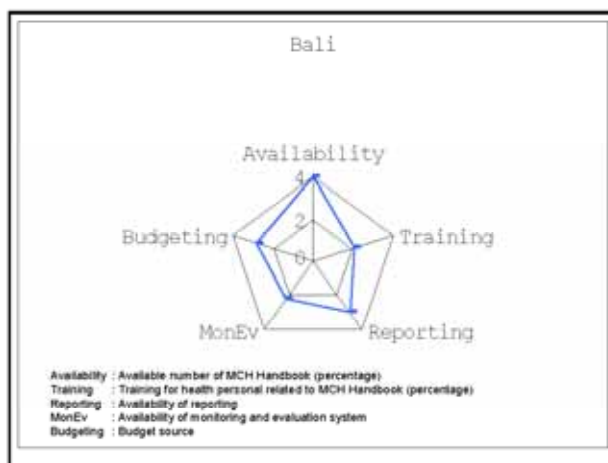 Bali
Availability
4
Budgeting
2
Training
0
MonEv
Reporting
Availability : Available number of MCH Handbook (percentage)
Training : Training for health personal related to MCH Handbook (percentage)
Reporting : Availability of reporting
MonEv : Availability of monitoring and evaluation system
Budgeting : Budget source